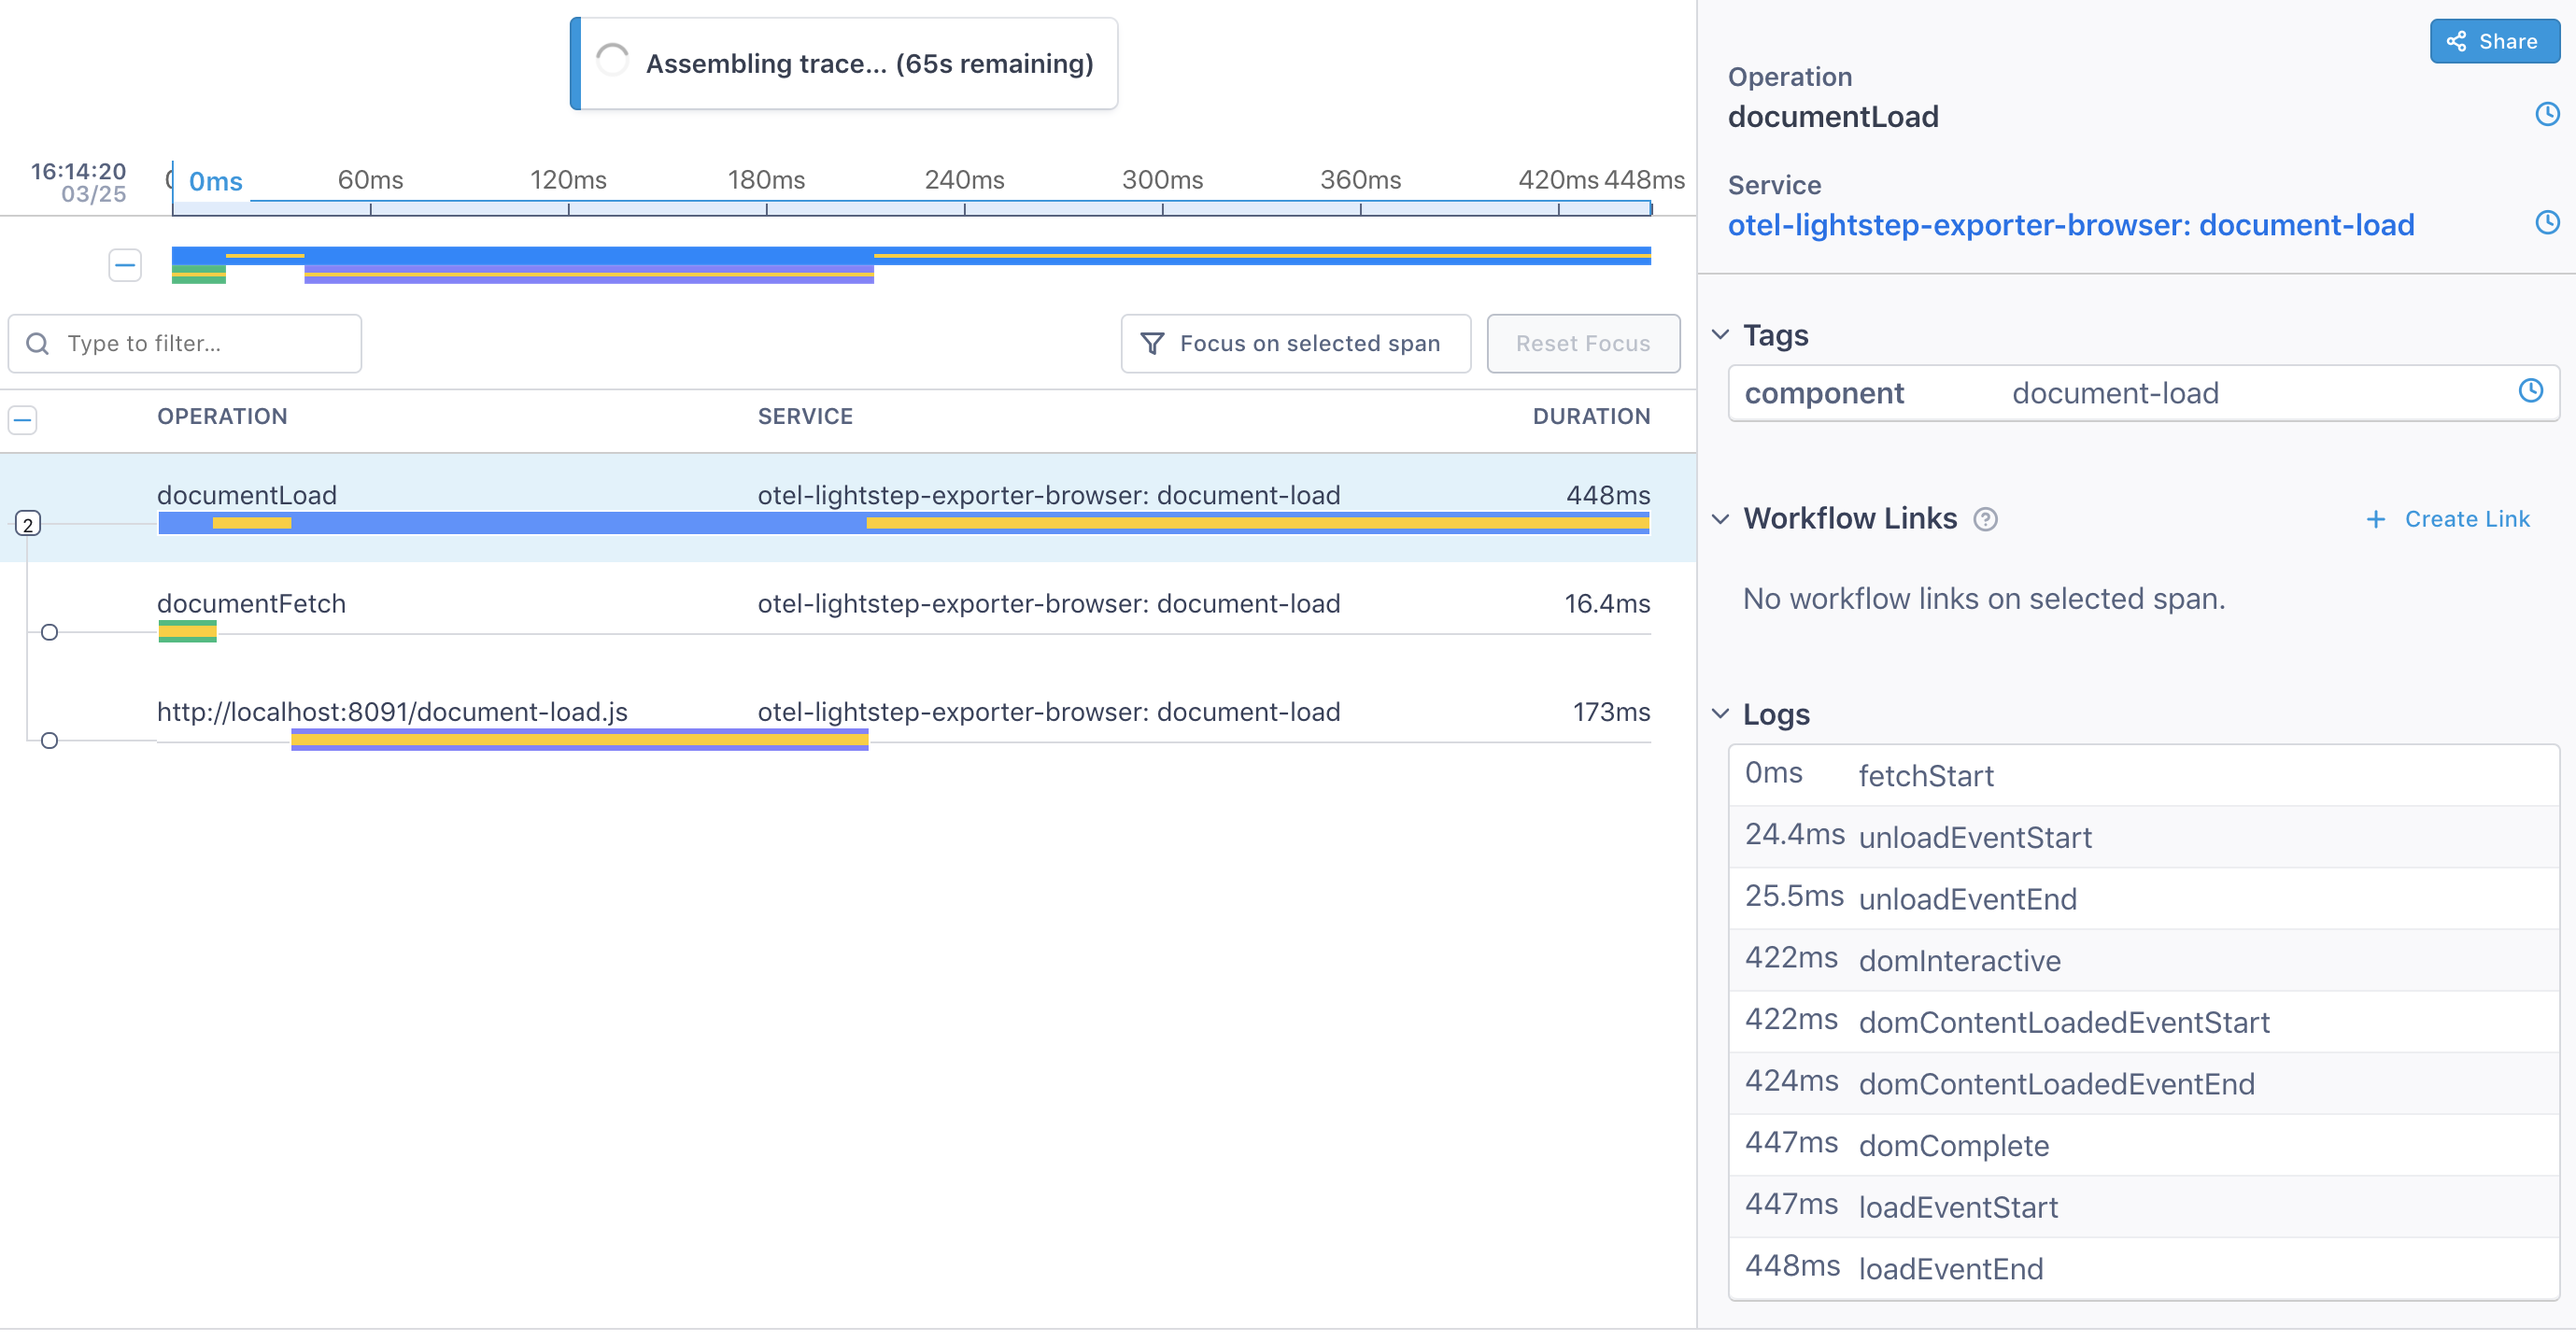 Assembling trace... (65s remaining)
16:14:20
03/25
0ms 60ms 120ms 180ms 240ms 300ms 360ms 420ms 448ms
Type to filter...
Focus on selected span
Reset Focus
OPERATION SERVICE DURATION
documentLoad otel-lightstep-exporter-browser: document-load 448ms
2
documentFetch otel-lightstep-exporter-browser: document-load 16.4ms
http://localhost:8091/document-load.js otel-lightstep-exporter-browser: document-load 173ms
Share
Operation
documentLoad
Service
otel-lightstep-exporter-browser: document-load
Tags
component document-load
Workflow Links ? + Create Link
No workflow links on selected span.
Logs
0ms fetchStart
24.4ms unloadEventStart
25.5ms unloadEventEnd
422ms domInteractive
422ms domContentLoadedEventStart
424ms domContentLoadedEventEnd
447ms domComplete
447ms loadEventStart
448ms loadEventEnd